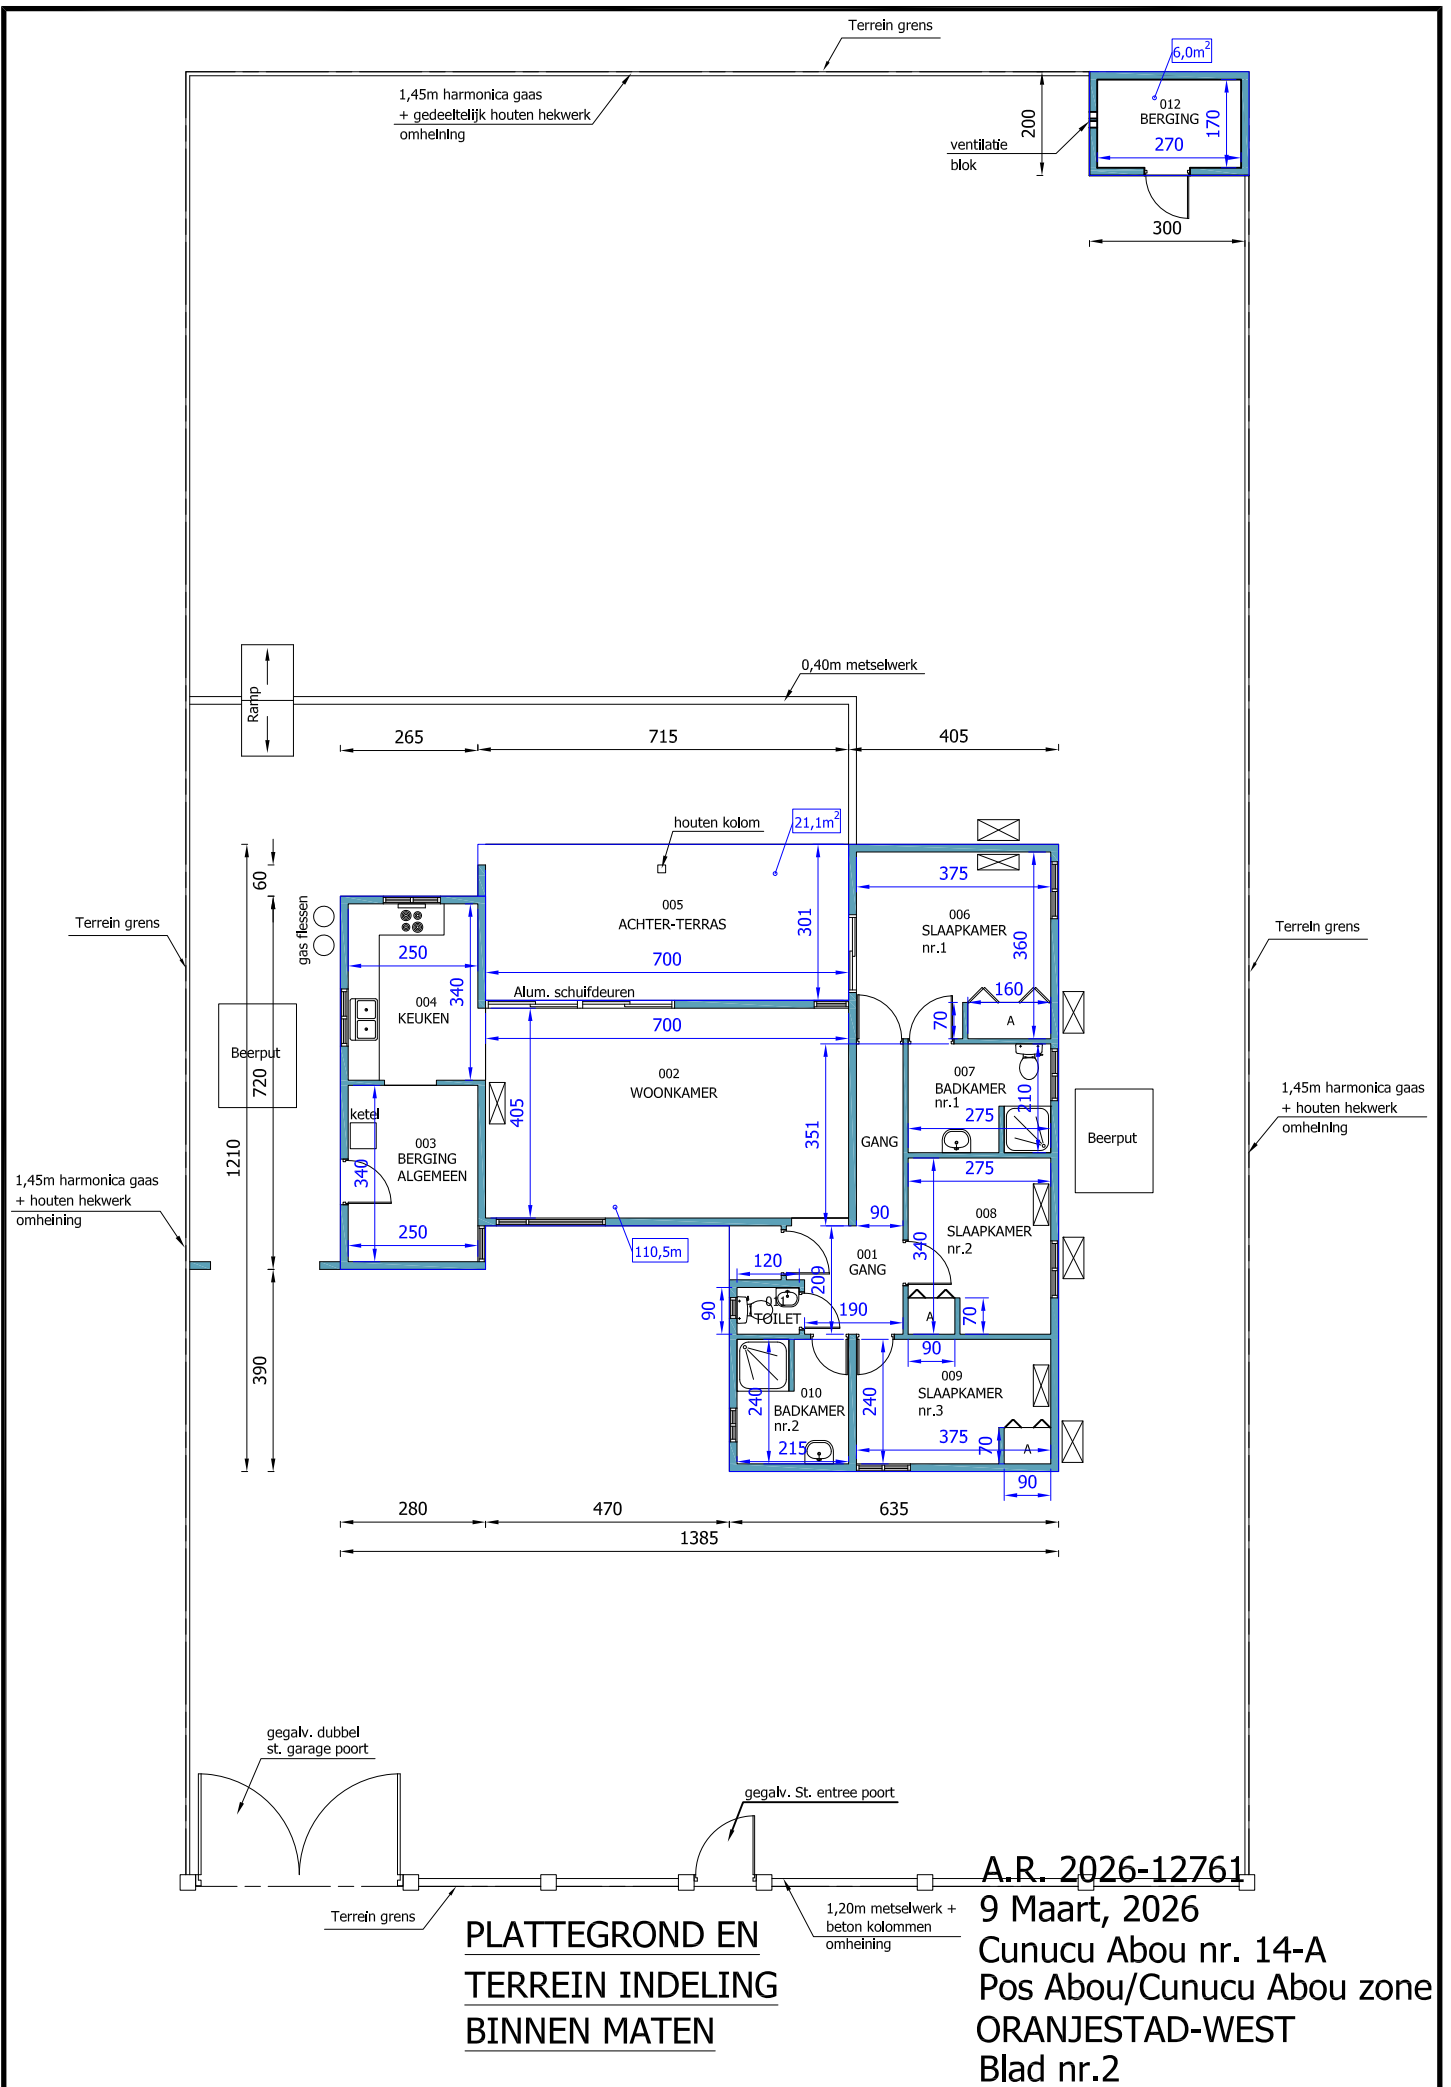 Terrein grens
6,0m²
1,45m harmonica gaas
+ gedeeltelijk houten hekwerk
omheining
012
BERGING
200
170
270
ventilatie
blok
300
0,40m metselwerk
Ramp
265
715
405
houten kolom
21,1m²
60
375
005
ACHTER-TERRAS
301
006
SLAAPKAMER
nr.1
360
Terrein grens
gas flessen
Terrein grens
250
700
340
Alum. schuifdeuren
160
004
KEUKEN
70
A
700
Beerput
720
002
WOONKAMER
007
BADKAMER
nr.1
210
1,45m harmonica gaas
+ houten hekwerk
omheining
ketel
405
351
275
Beerput
GANG
1210
003
BERGING
ALGEMEEN
340
275
1,45m harmonica gaas
+ houten hekwerk
omheining
90
008
SLAAPKAMER
nr.2
340
250
110,5m
120
001
GANG
209
011
TOILET
90
190
A
70
90
390
009
SLAAPKAMER
nr.3
010
BADKAMER
nr.2
240
240
215
375
70
A
90
280
470
635
1385
gegalv. dubbel
st. garage poort
gegalv. St. entree poort
Terrein grens
1,20m metselwerk +
beton kolommen
omheining
PLATTEGROND EN
TERREIN INDELING
BINNEN MATEN
A.R. 2026-12761
9 Maart, 2026
Cunucu Abou nr. 14-A
Pos Abou/Cunucu Abou zone
ORANJESTAD-WEST
Blad nr.2